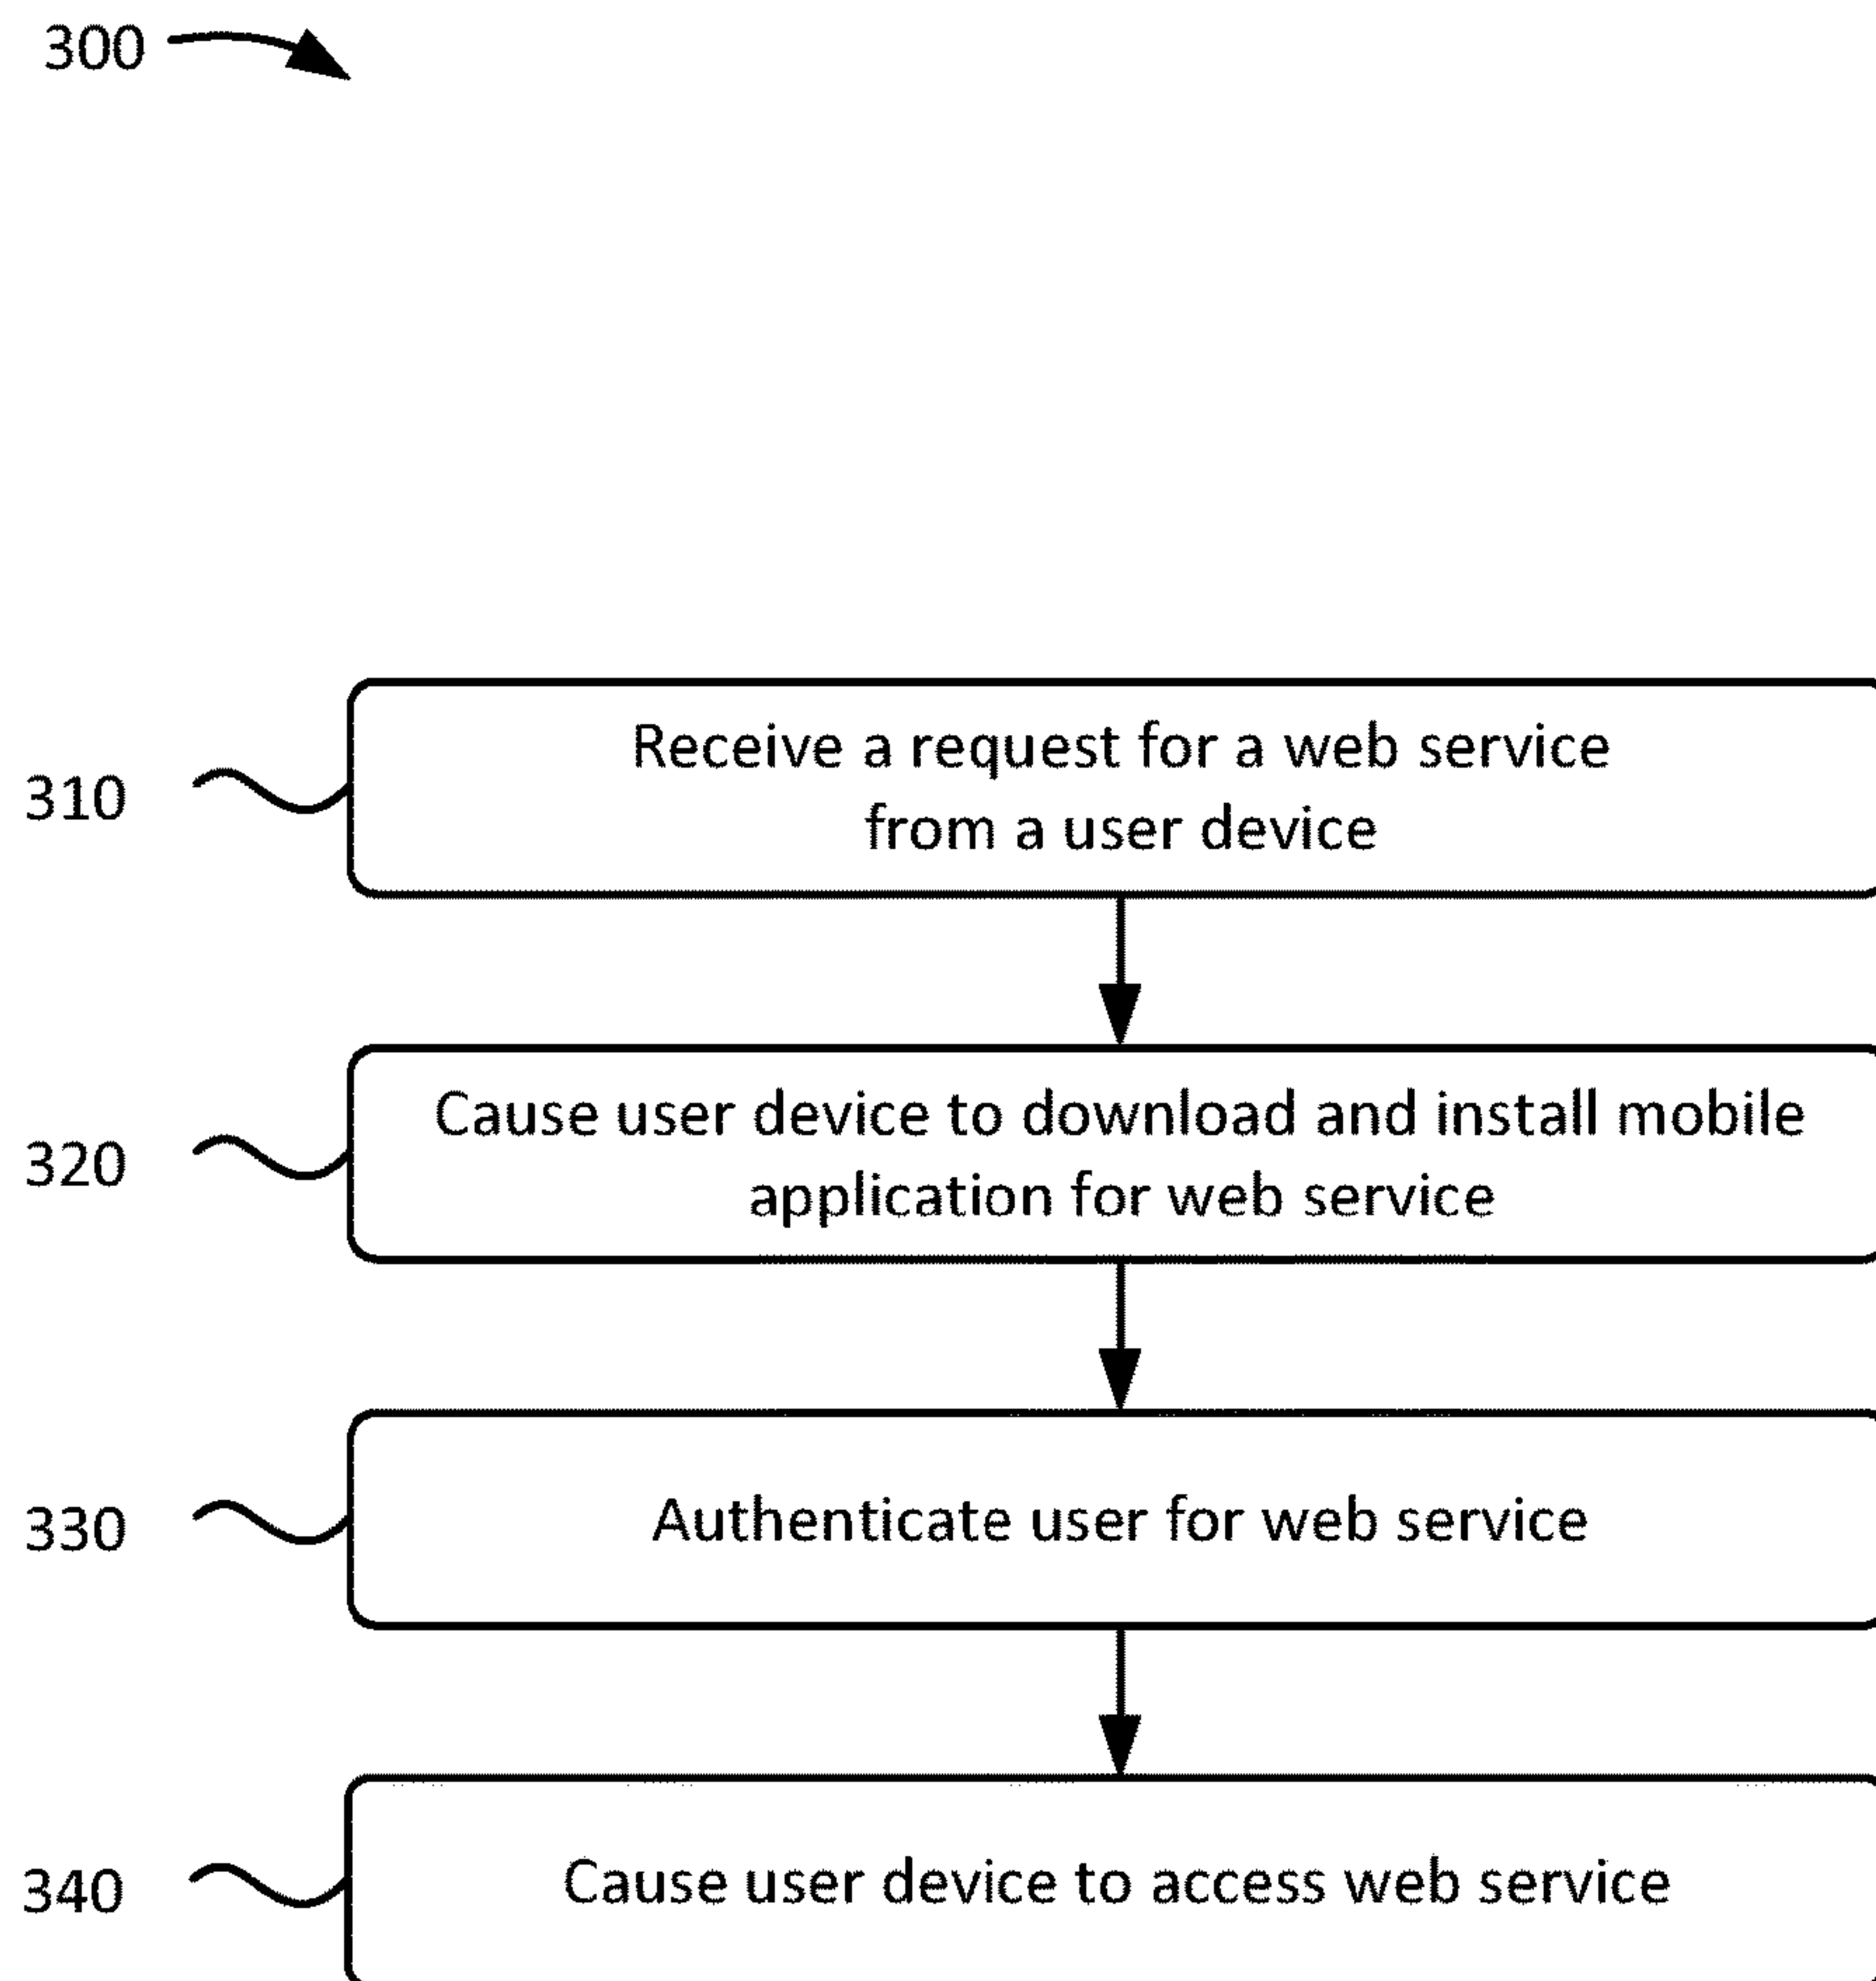 300
310
Receive a request for a web service
from a user device
320
Cause user device to download and install mobile
application for web service
330
Authenticate user for web service
340
Cause user device to access web service